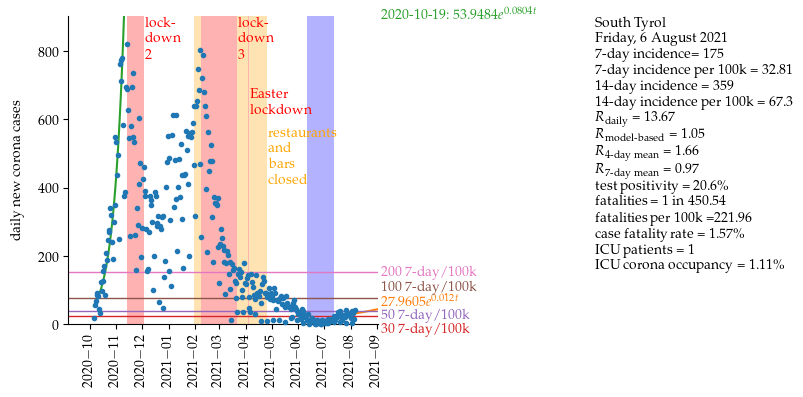 2020-10-19: 53.9484e^0.0804t
lock-
down
2
lock-
down
3
Easter
lockdown
restaurants
and
bars
closed
daily new corona cases
800
600
400
200
0
200 7-day/100k
100 7-day/100k
27.9605e^0.012t
50 7-day/100k
30 7-day/100k
2020−10
2020−11
2020−12
2021−01
2021−02
2021−03
2021−04
2021−05
2021−06
2021−07
2021−08
2021−09
South Tyrol
Friday, 6 August 2021
7-day incidence= 175
7-day incidence per 100k = 32.81
14-day incidence = 359
14-day incidence per 100k = 67.3
R_daily = 13.67
R_model-based = 1.05
R_4-day mean = 1.66
R_7-day mean = 0.97
test positivity = 20.6%
fatalities = 1 in 450.54
fatalities per 100k =221.96
case fatality rate = 1.57%
ICU patients = 1
ICU corona occupancy = 1.11%